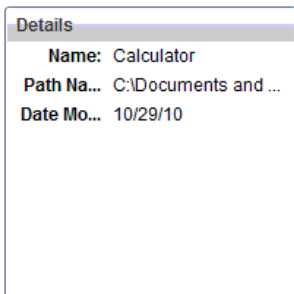 Details
Name: Calculator
Path Na... C:\Documents and ...
Date Mo... 10/29/10